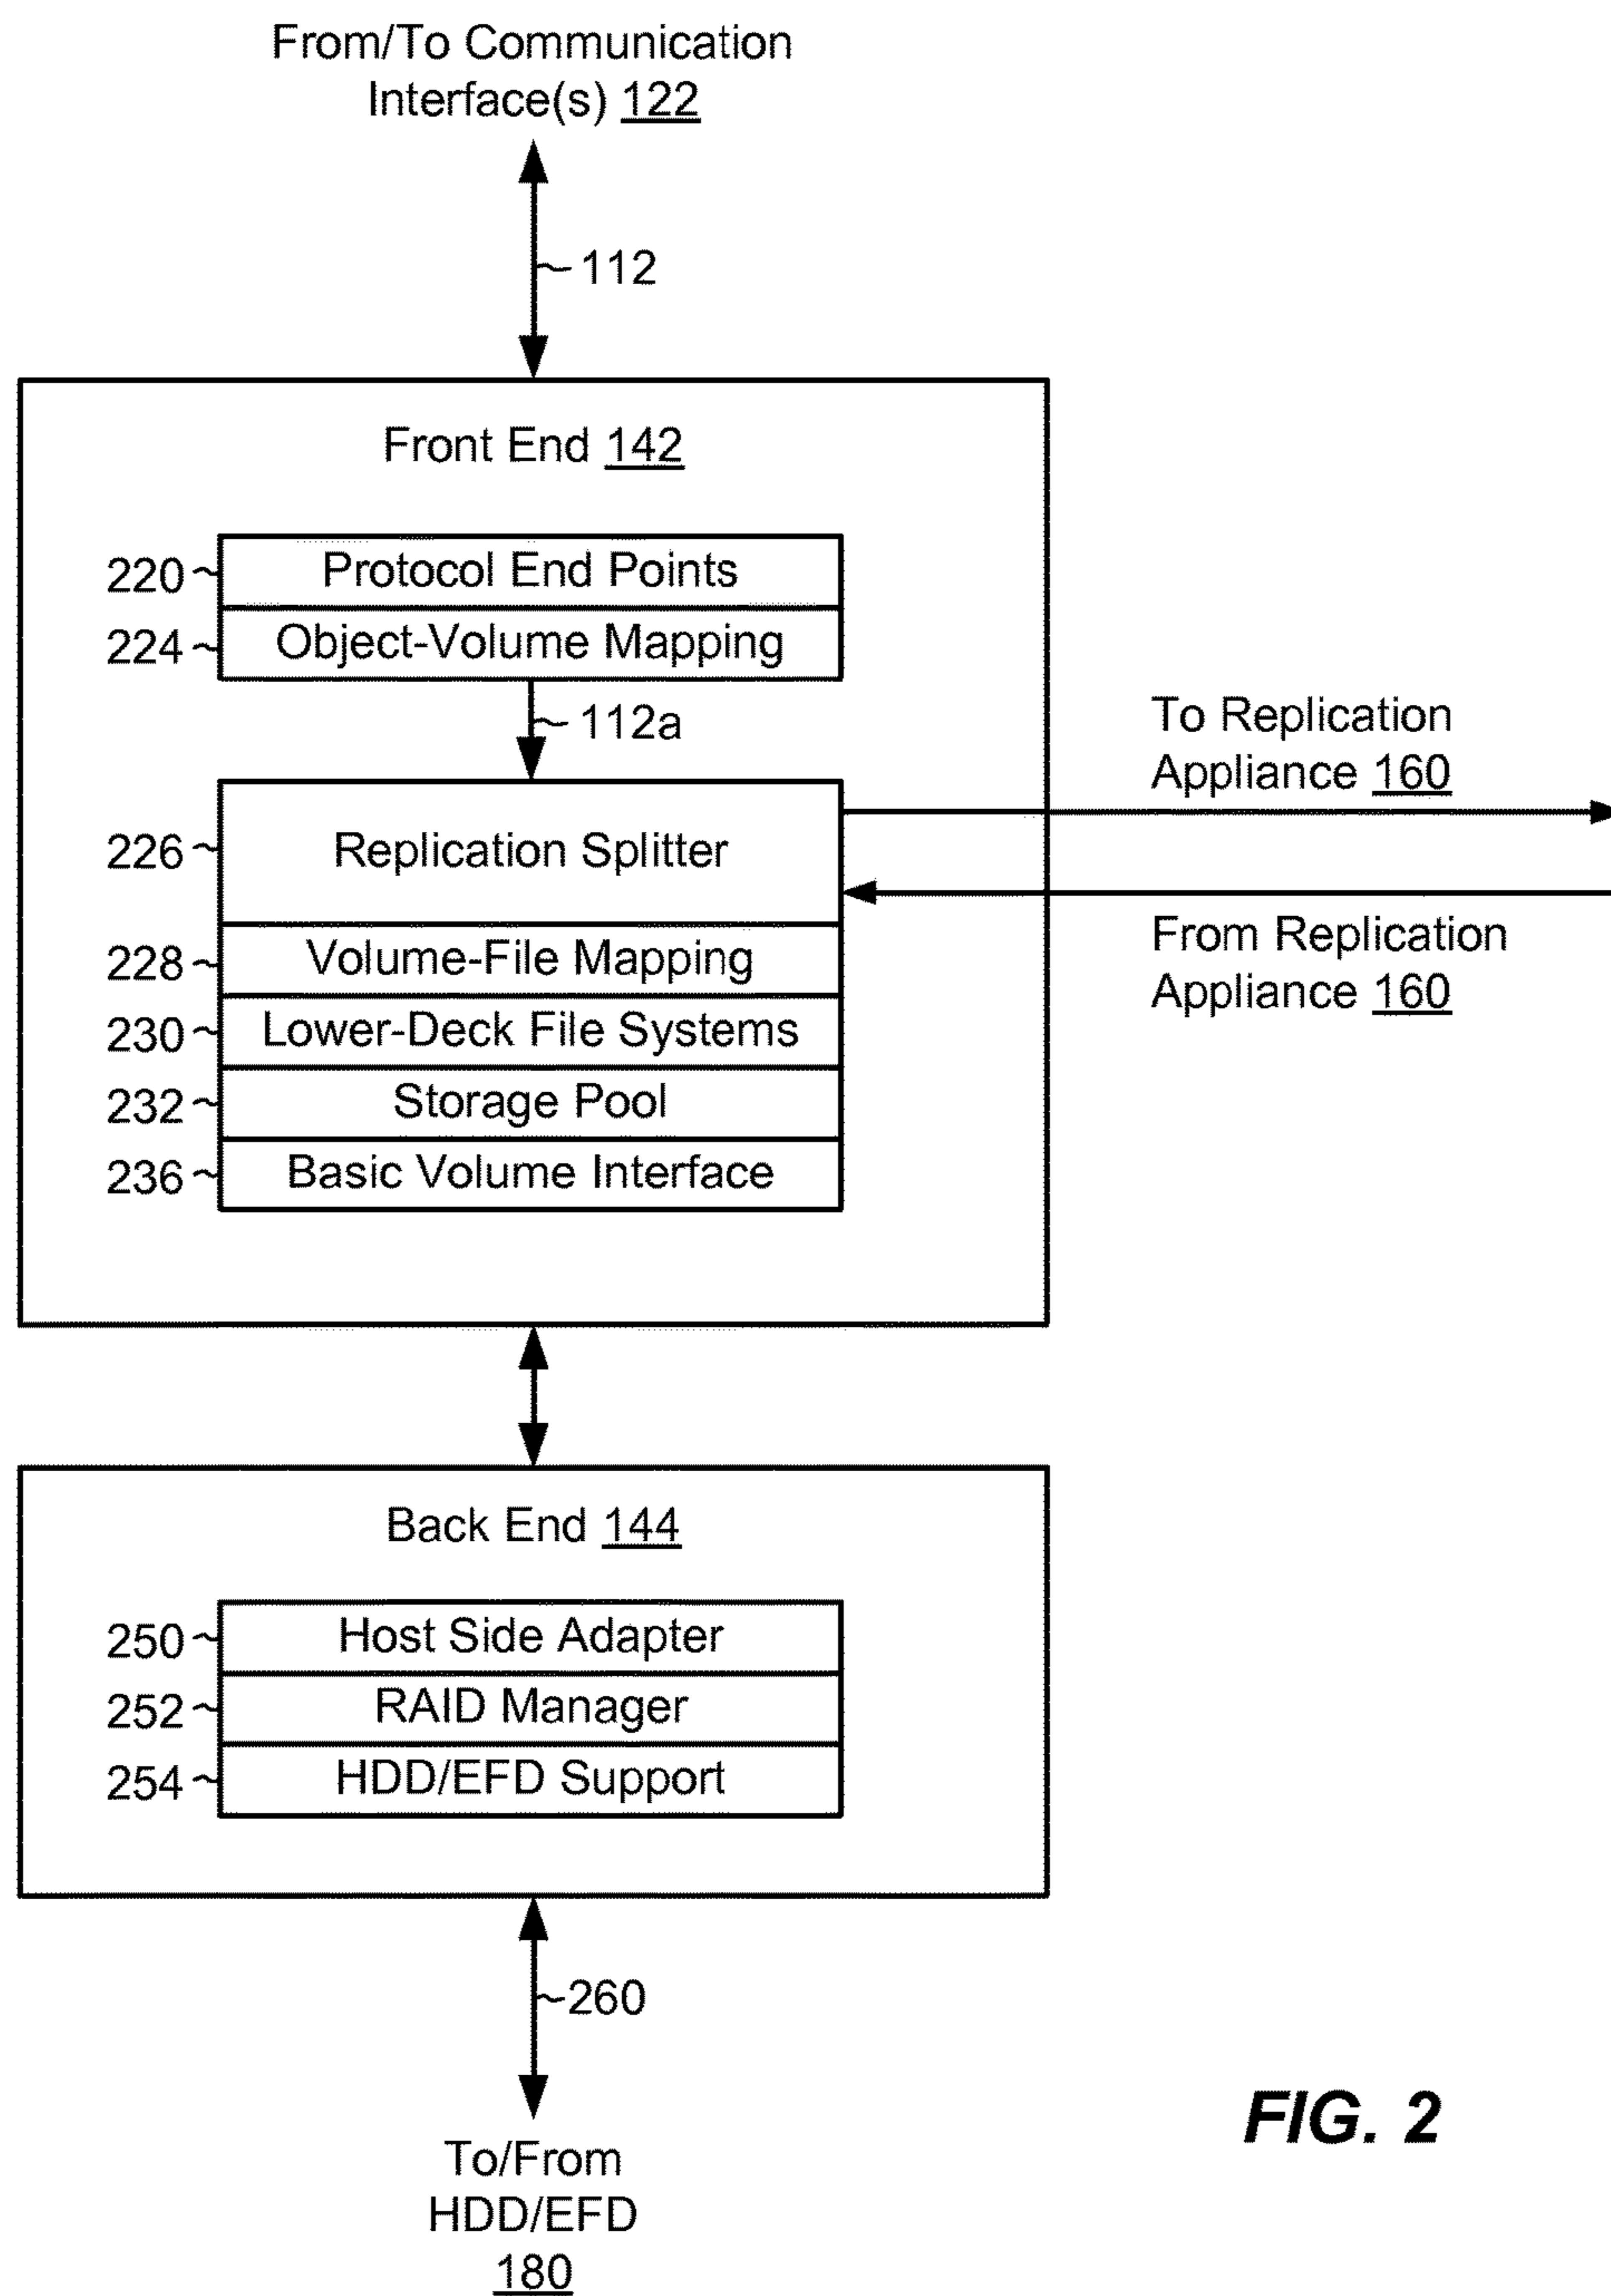 From/To Communication
Interface(s) 122
112
Front End 142
220 Protocol End Points
224 Object-Volume Mapping
112a
To Replication
Appliance 160
226 Replication Splitter
From Replication
Appliance 160
228 Volume-File Mapping
230 Lower-Deck File Systems
232 Storage Pool
236 Basic Volume Interface
Back End 144
250 Host Side Adapter
252 RAID Manager
254 HDD/EFD Support
260
To/From
HDD/EFD
180
FIG. 2